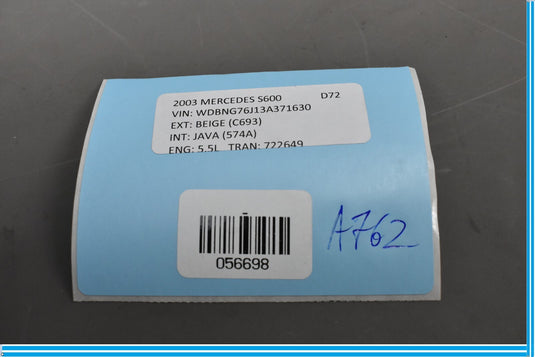 2003 MERCEDES S600 D72
VIN: WDBNG76J13A371630
EXT: BEIGE (C693)
INT: JAVA (574A)
ENG: 5.5L TRAN: 722649
A762
056698